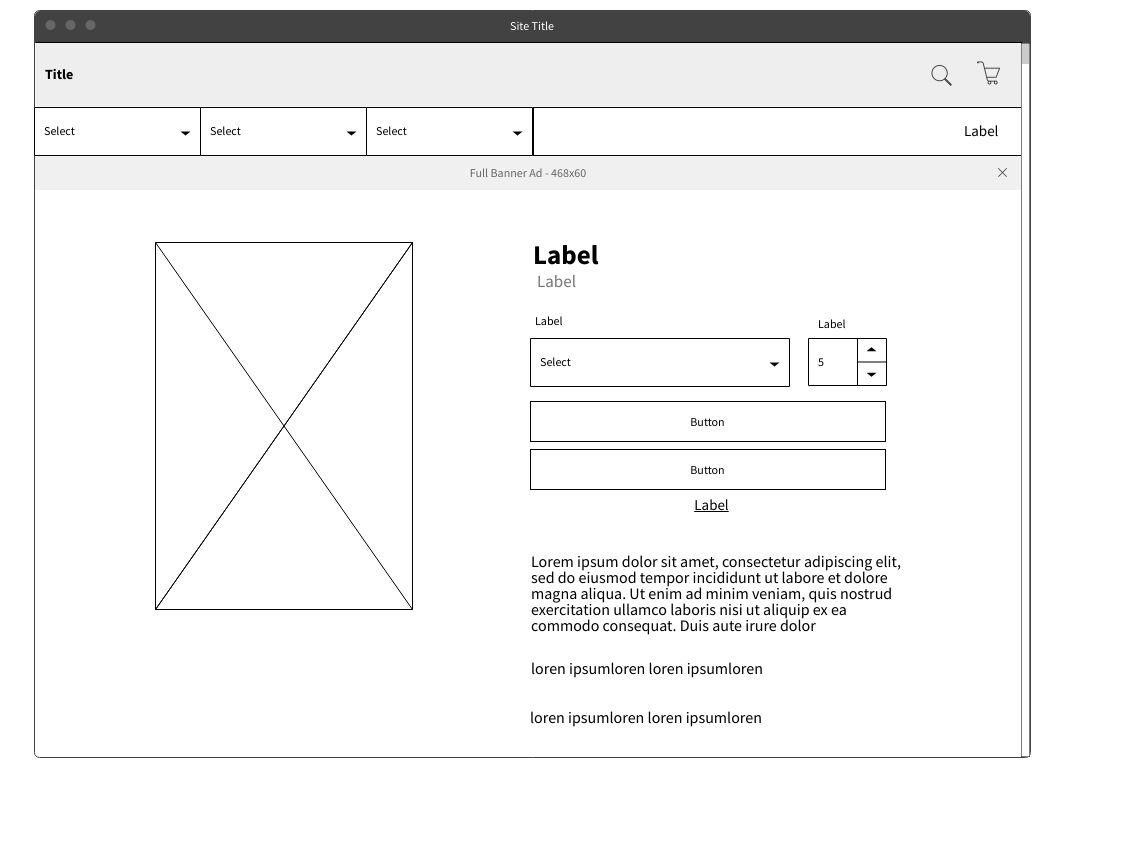 Site Title
Title
Select
Select
Select
Label
Full Banner Ad - 468x60
Label
Label
Label
Label
Select
5
Button
Button
Label
Lorem ipsum dolor sit amet, consectetur adipiscing elit,
sed do eiusmod tempor incididunt ut labore et dolore
magna aliqua. Ut enim ad minim veniam, quis nostrud
exercitation ullamco laboris nisi ut aliquip ex ea
commodo consequat. Duis aute irure dolor
loren ipsumloren loren ipsumloren
loren ipsumloren loren ipsumloren